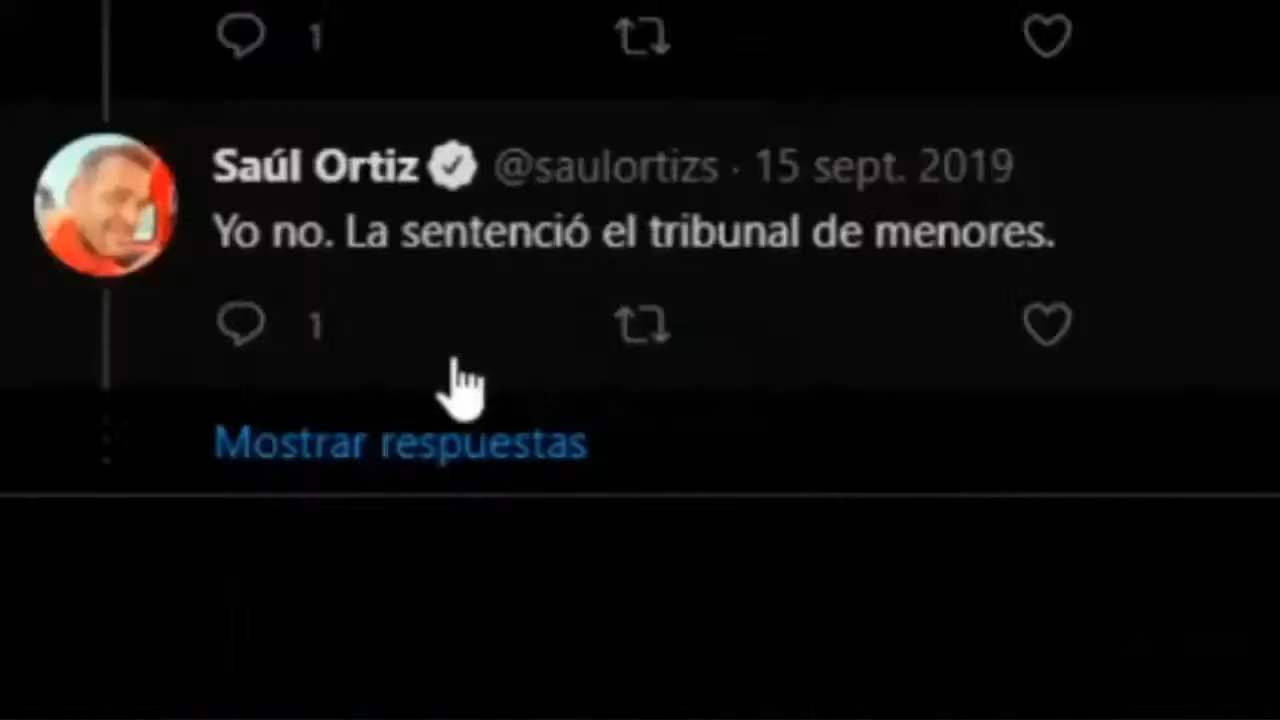 1
Saúl Ortiz @saulortizs · 15 sept. 2019
Yo no. La sentenció el tribunal de menores.
1
Mostrar respuestas